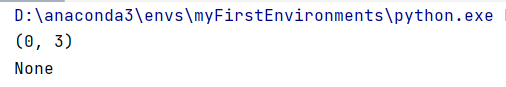 D:\anaconda3\envs\myFirstEnvironments\python.exe
(0, 3)
None